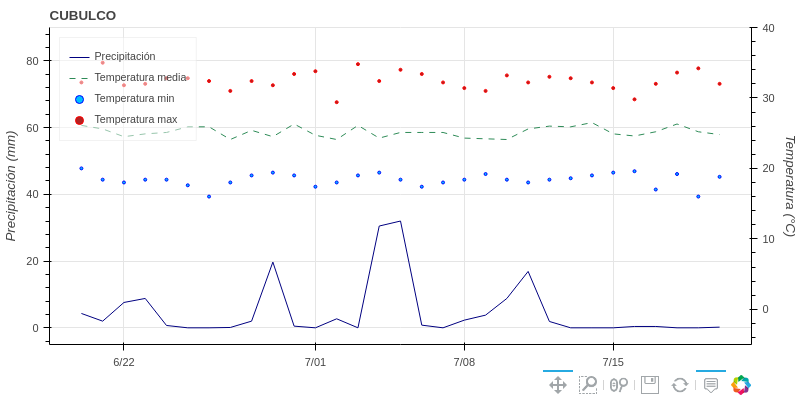 CUBULCO
Precipitación
Temperatura media
Temperatura min
Temperatura max
Precipitación (mm)
80
60
40
20
0
Temperatura (°C)
40
30
20
10
0
6/22
7/01
7/08
7/15